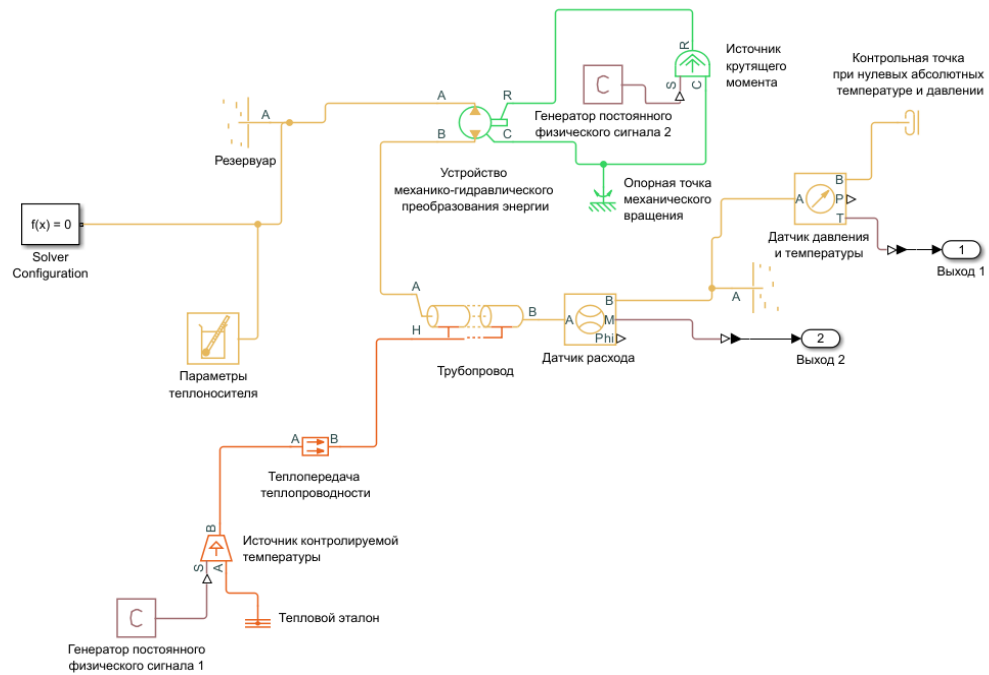 R
Источник
крутящего
момента
Контрольная точка
при нулевых абсолютных
температуре и давлении
C
S
C
A
R
A
Генератор постоянного
физического сигнала 2
B
C
Резервуар
Устройство
механико-гидравлического
преобразования энергии
Опорная точка
механического
вращения
B
A
P
T
f(x) = 0
Solver
Configuration
Датчик давления
и температуры
1
Выход 1
A
A
H
B
A
B
M
Phi
2
Выход 2
Датчик расхода
Трубопровод
Параметры
теплоносителя
A
B
Теплопередача
теплопроводности
B
Источник контролируемой
температуры
S
A
C
Тепловой эталон
Генератор постоянного
физического сигнала 1